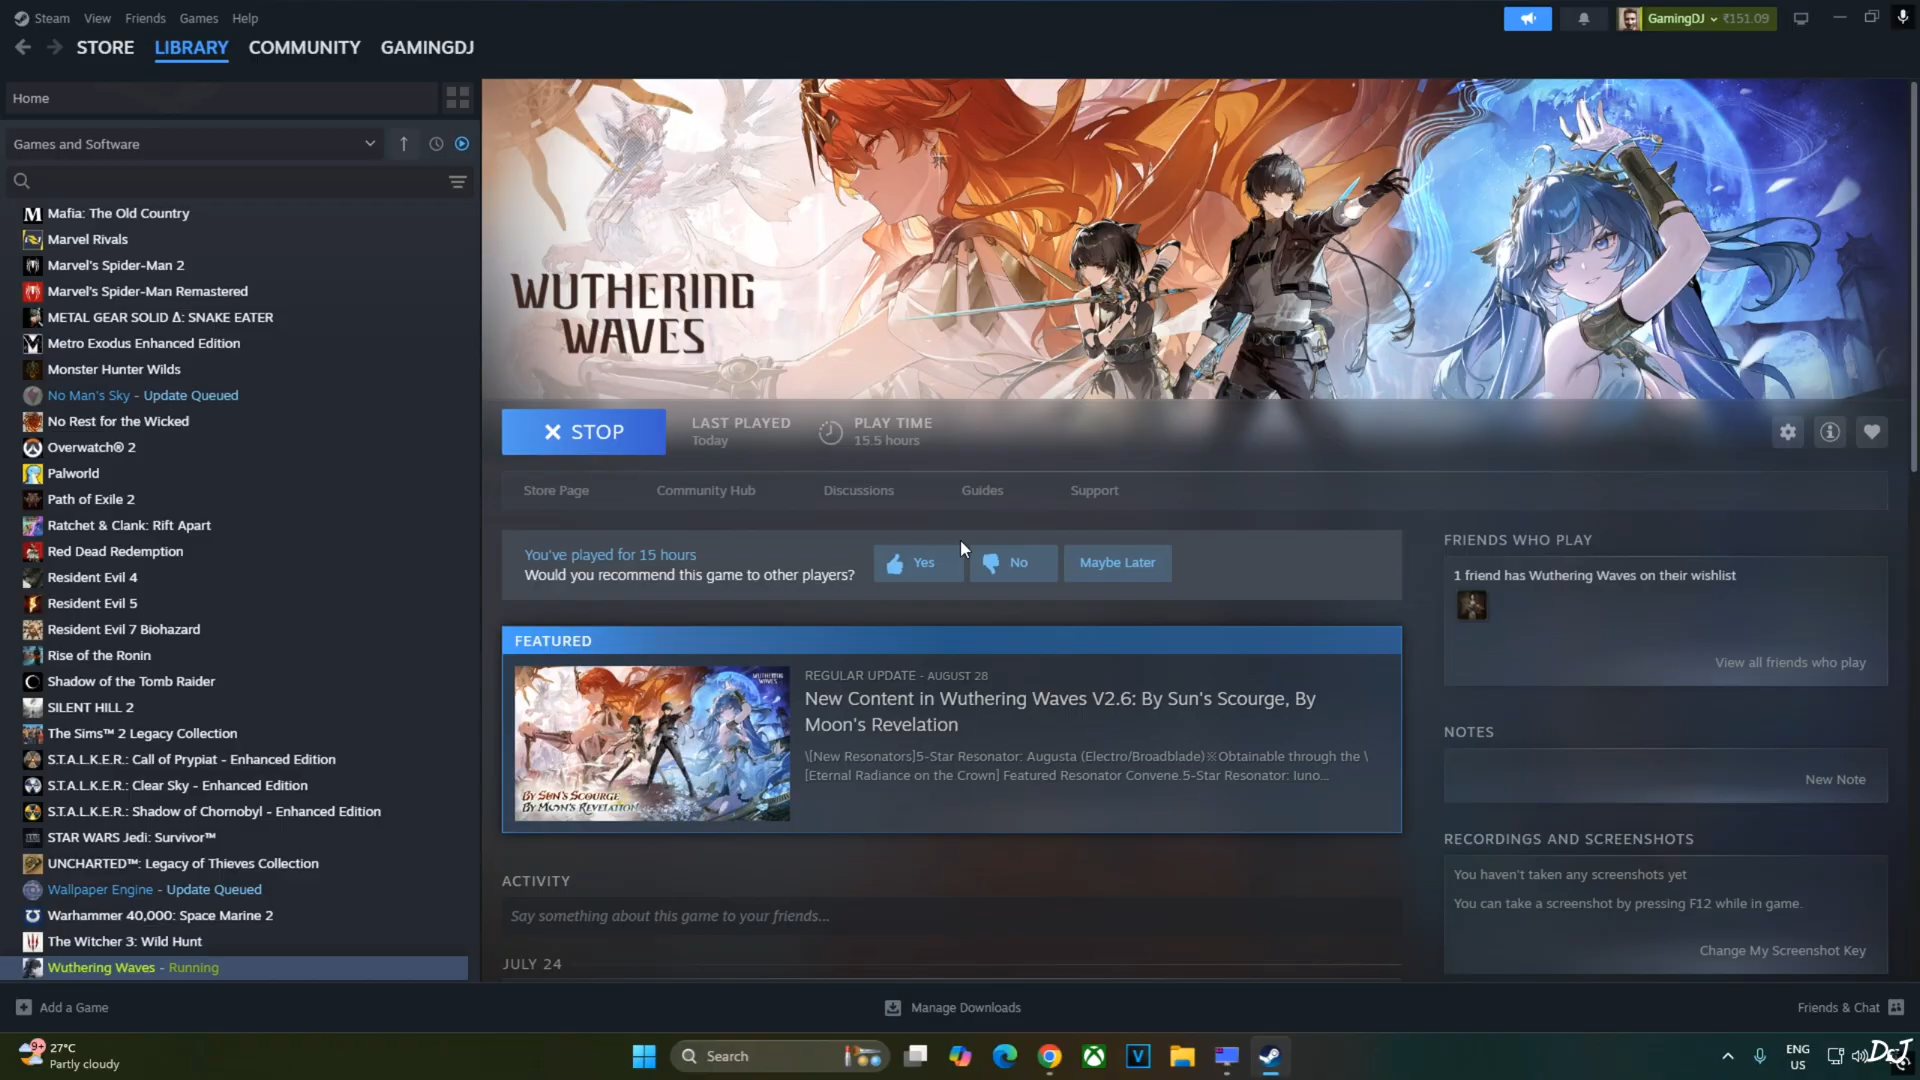 Steam View Friends Games Help
GamingDJ ₹151.09
STORE LIBRARY COMMUNITY GAMINGDJ
Home
Games and Software
Mafia: The Old Country
Marvel Rivals
Marvel's Spider-Man 2
Marvel's Spider-Man Remastered
METAL GEAR SOLID Δ: SNAKE EATER
Metro Exodus Enhanced Edition
Monster Hunter Wilds
No Man's Sky - Update Queued
No Rest for the Wicked
Overwatch® 2
Palworld
Path of Exile 2
Ratchet & Clank: Rift Apart
Red Dead Redemption
Resident Evil 4
Resident Evil 5
Resident Evil 7 Biohazard
Rise of the Ronin
Shadow of the Tomb Raider
SILENT HILL 2
The Sims™ 2 Legacy Collection
S.T.A.L.K.E.R.: Call of Prypiat - Enhanced Edition
S.T.A.L.K.E.R.: Clear Sky - Enhanced Edition
S.T.A.L.K.E.R.: Shadow of Chornobyl - Enhanced Edition
STAR WARS Jedi: Survivor™
UNCHARTED™: Legacy of Thieves Collection
Wallpaper Engine - Update Queued
Warhammer 40,000: Space Marine 2
The Witcher 3: Wild Hunt
Wuthering Waves - Running
WUTHERING
WAVES
STOP
LAST PLAYED
Today
PLAY TIME
15.5 hours
Store Page Community Hub Discussions Guides Support
You've played for 15 hours
Would you recommend this game to other players?
Yes No Maybe Later
FEATURED
WUTHERING WAVES
BY SUN'S SCOURGE
BY MOON'S REVELATION
REGULAR UPDATE - AUGUST 28
New Content in Wuthering Waves V2.6: By Sun's Scourge, By
Moon's Revelation
\[New Resonators]5-Star Resonator: Augusta (Electro/Broadblade)※Obtainable through the \
[Eternal Radiance on the Crown] Featured Resonator Convene.5-Star Resonator: Iuno...
ACTIVITY
Say something about this game to your friends...
JULY 24
FRIENDS WHO PLAY
1 friend has Wuthering Waves on their wishlist
View all friends who play
NOTES
New Note
RECORDINGS AND SCREENSHOTS
You haven't taken any screenshots yet
You can take a screenshot by pressing F12 while in game.
Change My Screenshot Key
Add a Game
Manage Downloads
Friends & Chat
9+
27°C
Partly cloudy
Search
V
ENG
US
DeJ